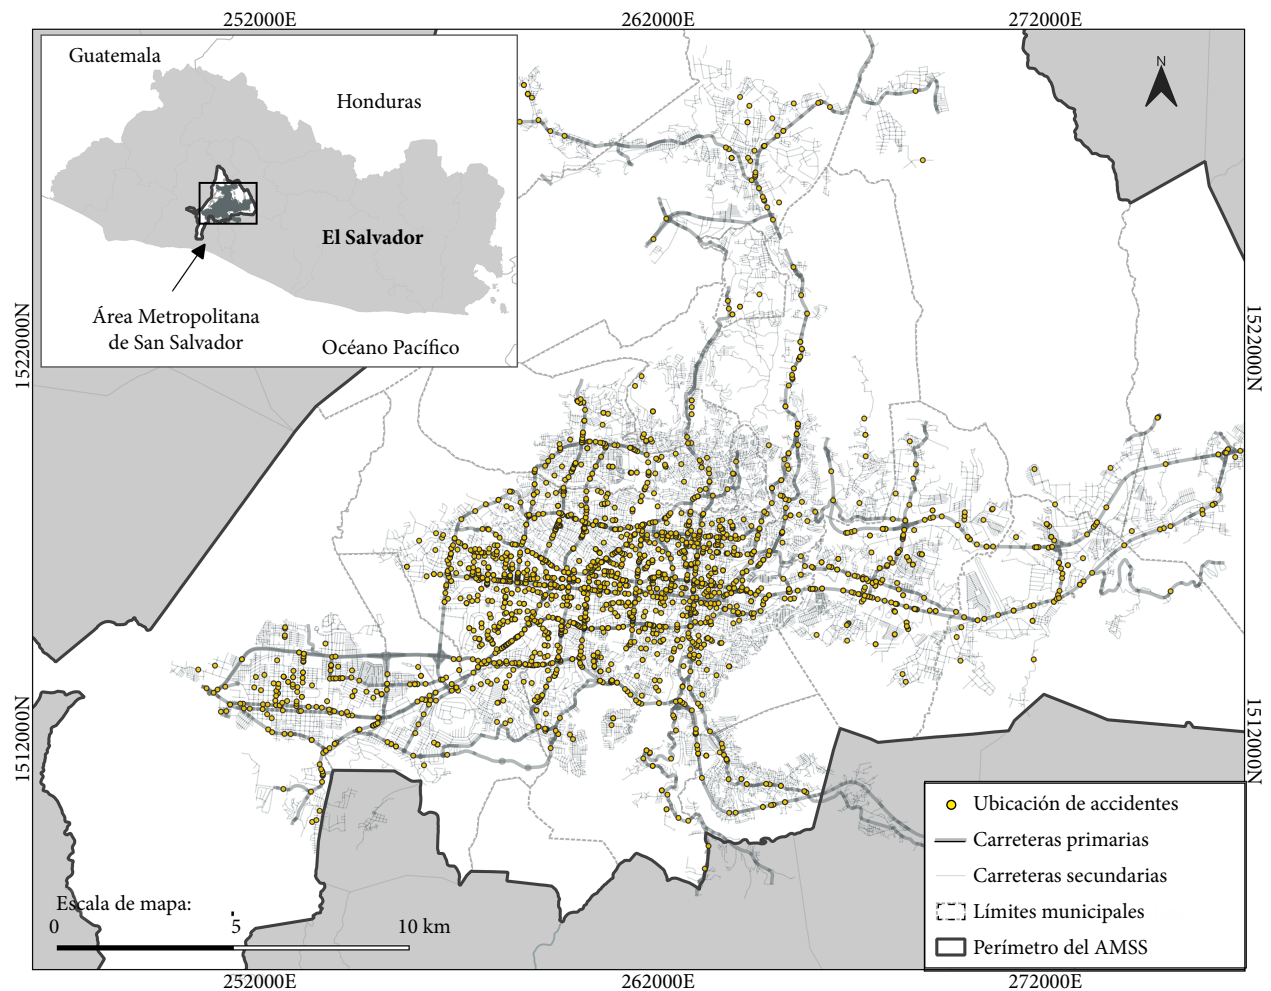 252000E
262000E
272000E
Guatemala
Honduras
El Salvador
Área Metropolitana
de San Salvador
Océano Pacífico
N
1522000N
1522000N
1512000N
1512000N
Ubicación de accidentes
Carreteras primarias
Carreteras secundarias
Límites municipales
Perímetro del AMSS
Escala de mapa:
0 5 10 km
252000E
262000E
272000E